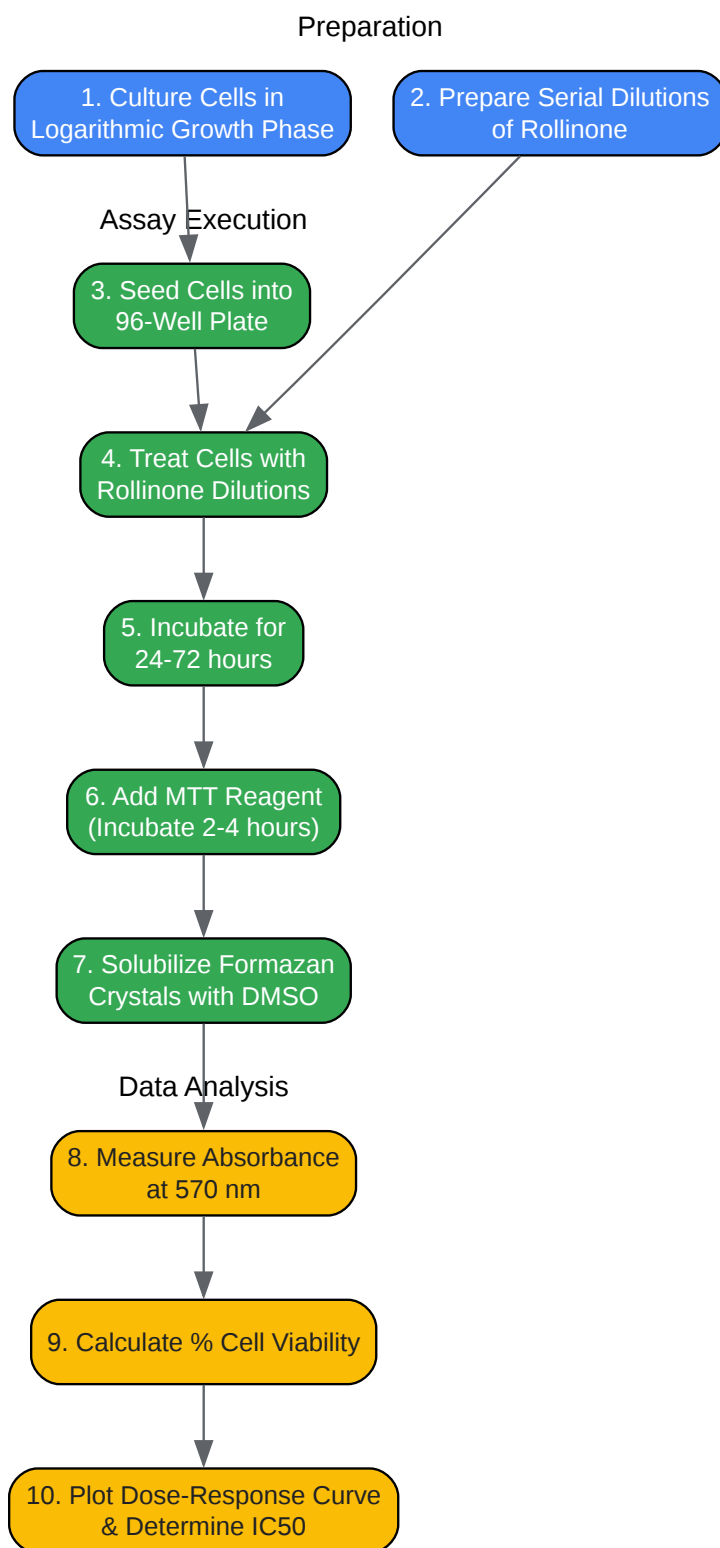 Preparation
1. Culture Cells in
Logarithmic Growth Phase
2. Prepare Serial Dilutions
of Rollinone
Assay Execution
3. Seed Cells into
96-Well Plate
4. Treat Cells with
Rollinone Dilutions
5. Incubate for
24-72 hours
6. Add MTT Reagent
(Incubate 2-4 hours)
7. Solubilize Formazan
Crystals with DMSO
Data Analysis
8. Measure Absorbance
at 570 nm
9. Calculate % Cell Viability
10. Plot Dose-Response Curve
& Determine IC50